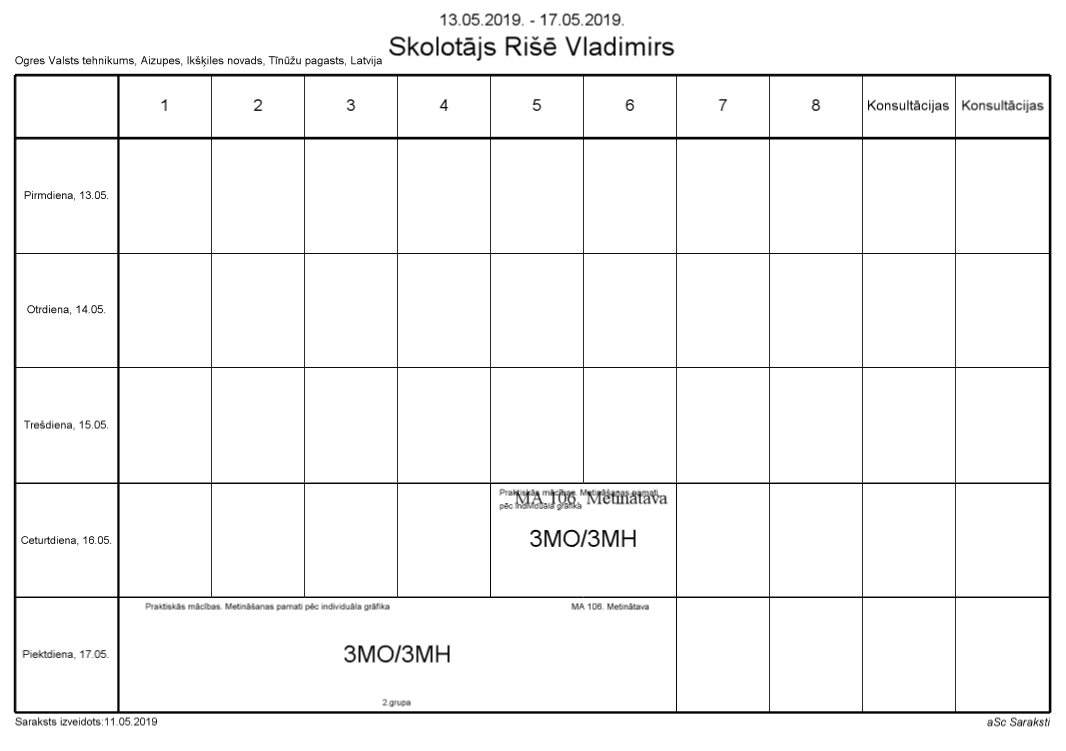 13.05.2019. - 17.05.2019.
Skolotājs Rišē Vladimirs
Ogres Valsts tehnikums, Aizupes, Ikšķiles novads, Tīnūžu pagasts, Latvija
1 2 3 4 5 6 7 8 Konsultācijas Konsultācijas
Pirmdiena, 13.05.
Otrdiena, 14.05.
Trešdiena, 15.05.
Praktiskās mācības. Metināšanas pamati
MA 106. Metinātava
pēc individuāla grāfika
Ceturtdiena, 16.05. 3MO/3MH
Praktiskās mācības. Metināšanas pamati pēc individuāla grāfika MA 106. Metinātava
Piektdiena, 17.05. 3MO/3MH
2.grupa
Saraksts izveidots:11.05.2019 aSc Saraksti